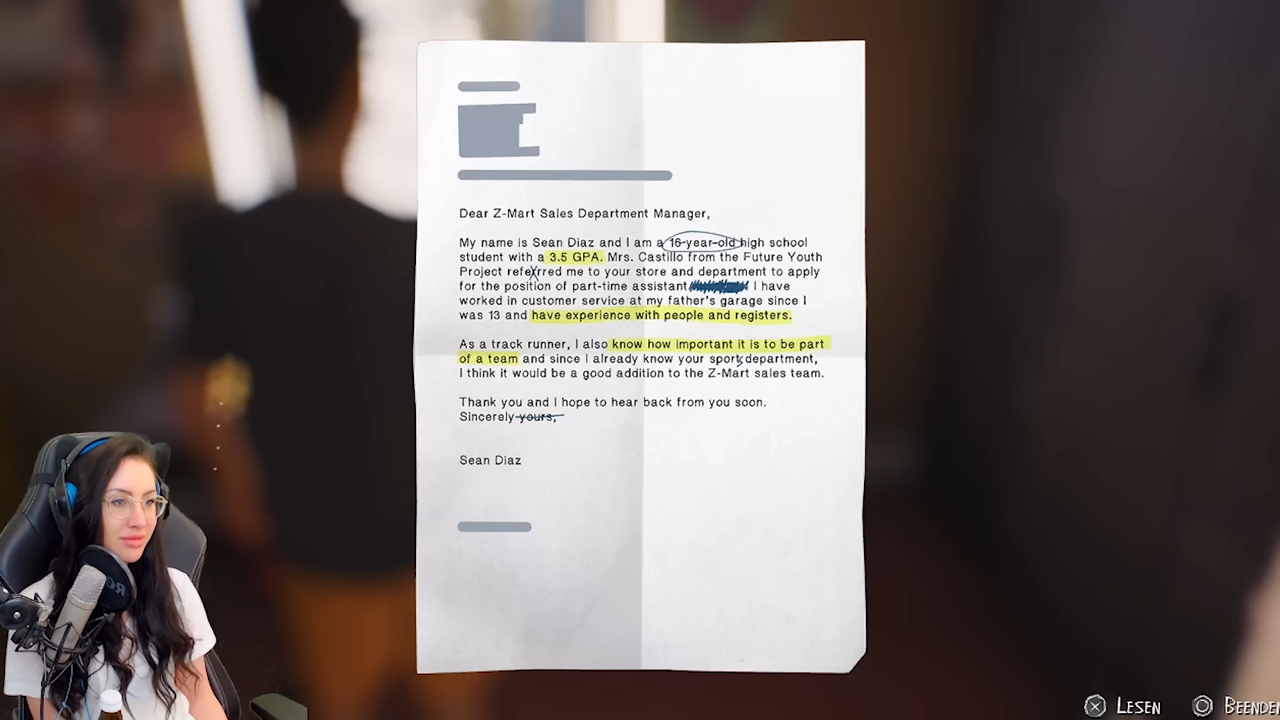 Dear Z-Mart Sales Department Manager,
My name is Sean Diaz and I am a 16-year-old high school
student with a 3.5 GPA. Mrs. Castillo from the Future Youth
Project referred me to your store and department to apply
for the position of part-time assistant I have
worked in customer service at my father's garage since I
was 13 and have experience with people and registers.
As a track runner, I also know how important it is to be part
of a team and since I already know your sport department,
I think it would be a good addition to the Z-Mart sales team.
Thank you and I hope to hear back from you soon.
Sincerely yours,
Sean Diaz
LESEN BEENDEN